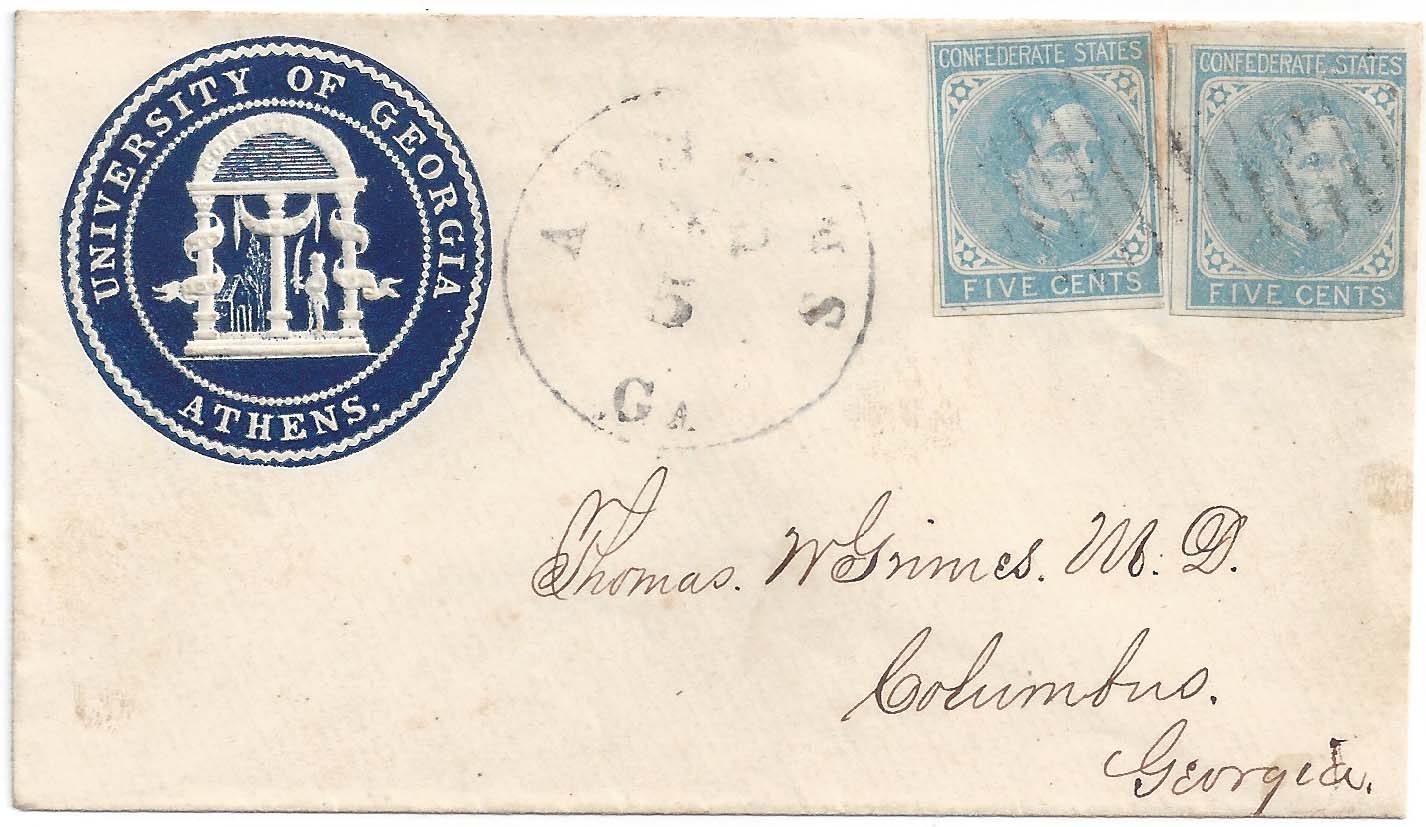 UNIVERSITY OF GEORGIA
ATHENS.
CONFEDERATE STATES
FIVE CENTS
CONFEDERATE STATES
FIVE CENTS
5
GA
Thomas. W Grimes. M. D.
Columbus.
Georgia.